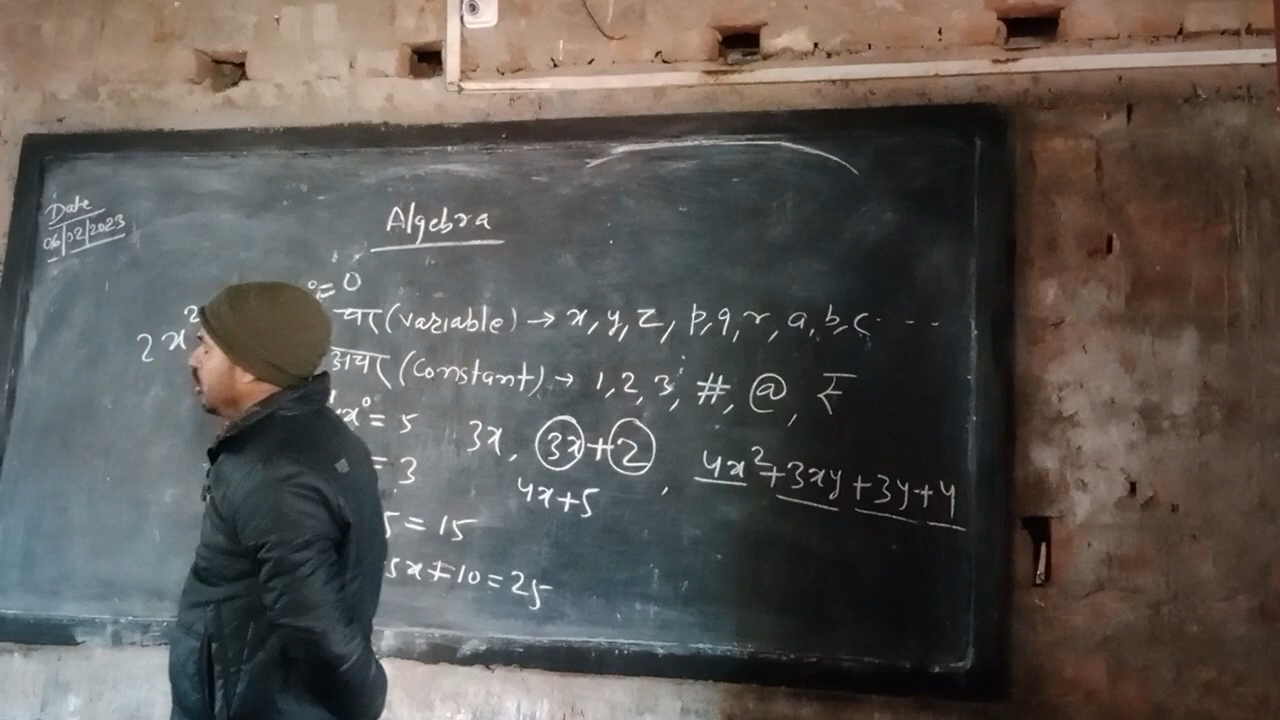 Date
06/12/2023
Algebra
= 0
2x²
चर (variable) → x, y, z, p, q, r, a, b, c - - -
अचर (Constant) → 1, 2, 3, #, @, ₹
x⁰ = 5
3x, 3x+2, 4x²+3xy+3y+4
= 3
4x+5
5 = 15
5x+10=25